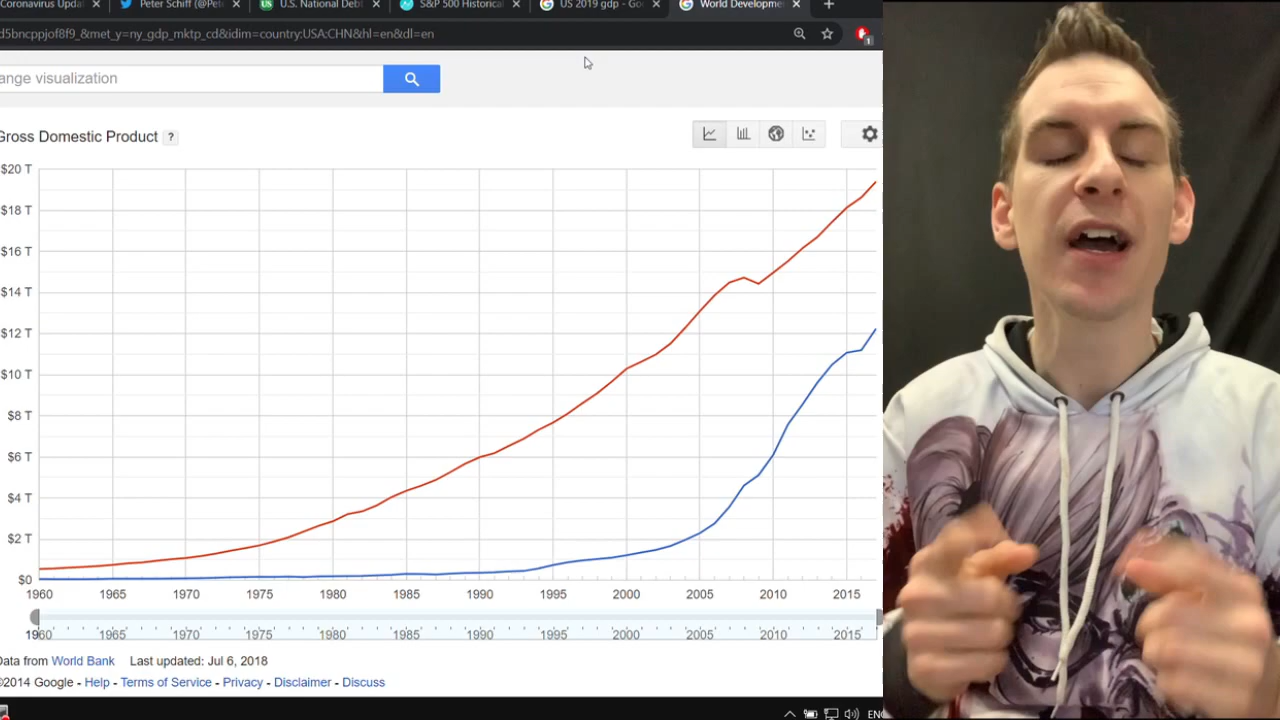 Coronavirus Updat
Peter Schiff (@Pet
U.S. National Debt
S&P 500 Historical
US 2019 gdp - Goo
World Developme
d5bncppjof8f9_&met_y=ny_gdp_mktp_cd&idim=country:USA:CHN&hl=en&dl=en
1
ange visualization
Gross Domestic Product ?
$20 T
$18 T
$16 T
$14 T
$12 T
$10 T
$8 T
$6 T
$4 T
$2 T
$0
1960 1965 1970 1975 1980 1985 1990 1995 2000 2005 2010 2015
1960 1965 1970 1975 1980 1985 1990 1995 2000 2005 2010 2015
Data from World Bank Last updated: Jul 6, 2018
©2014 Google - Help - Terms of Service - Privacy - Disclaimer - Discuss
ENG